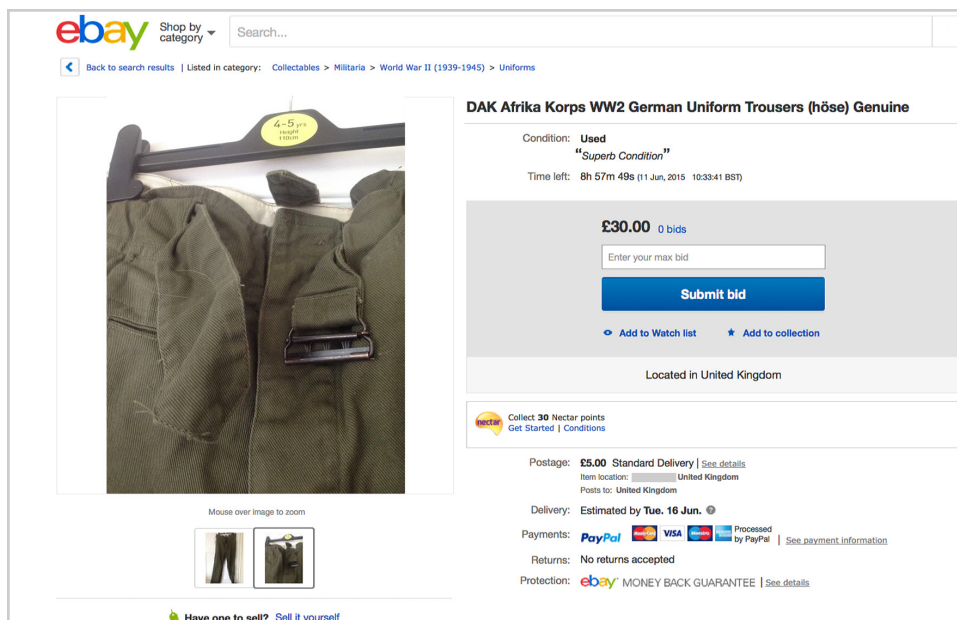 ebay
Shop by
category
Search...
Back to search results | Listed in category: Collectables > Militaria > World War II (1939-1945) > Uniforms
4-5 yrs
Height
110cm
DAK Afrika Korps WW2 German Uniform Trousers (höse) Genuine
Condition: Used
“Superb Condition”
Time left: 8h 57m 49s (11 Jun, 2015 10:33:41 BST)
£30.00 0 bids
Enter your max bid
Submit bid
Add to Watch list Add to collection
Located in United Kingdom
nectar
Collect 30 Nectar points
Get Started | Conditions
Postage: £5.00 Standard Delivery | See details
Item location: United Kingdom
Posts to: United Kingdom
Mouse over image to zoom
Delivery: Estimated by Tue. 16 Jun.
Payments: PayPal MasterCard VISA Maestro Processed
by PayPal | See payment information
Returns: No returns accepted
Protection: ebay MONEY BACK GUARANTEE | See details
Have one to sell? Sell it yourself